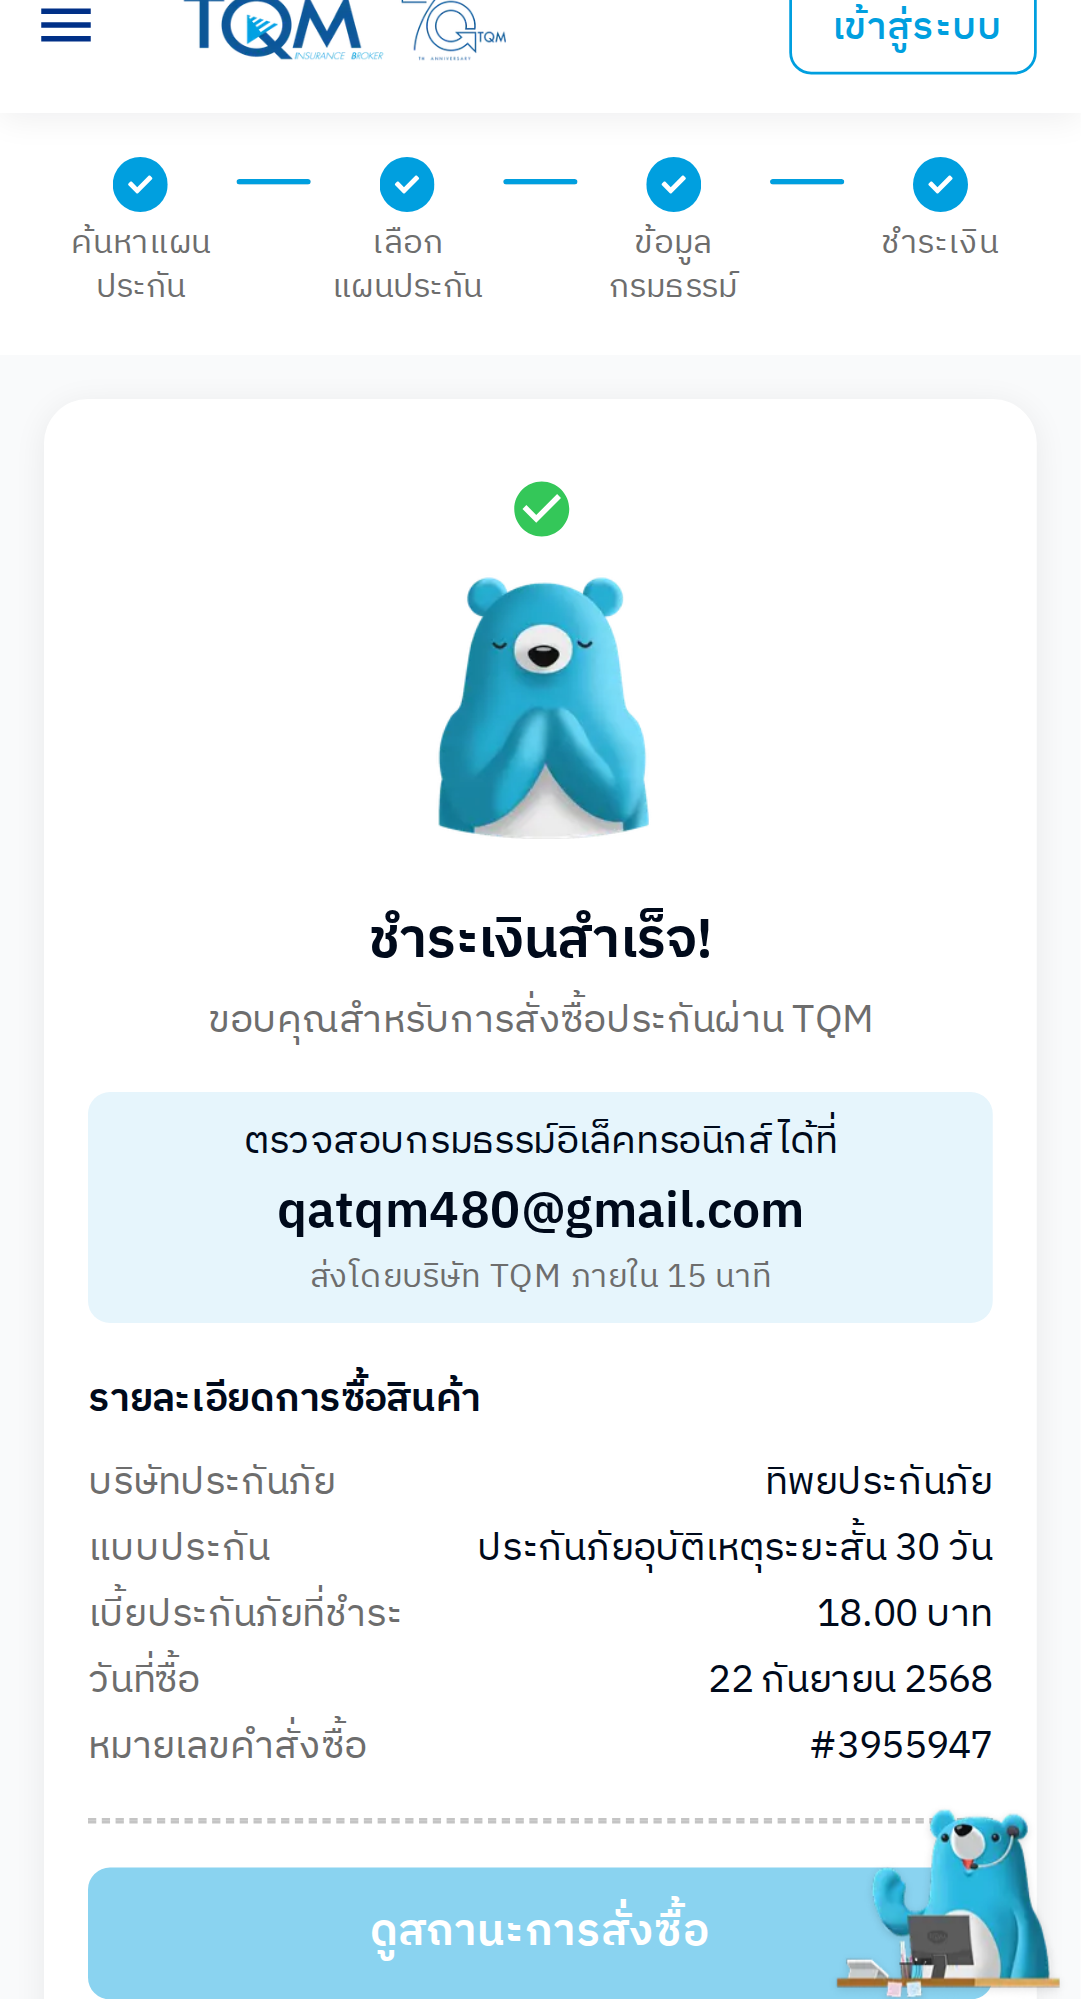 TQM
INSURANCE BROKER
TQM
TH ANNIVERSARY
เข้าสู่ระบบ
ค้นหาแผน
ประกัน
เลือก
แผนประกัน
ข้อมูล
กรมธรรม์
ชำระเงิน
ชำระเงินสำเร็จ!
ขอบคุณสำหรับการสั่งซื้อประกันผ่าน TQM
ตรวจสอบกรมธรรม์อิเล็คทรอนิกส์ ได้ที่
qatqm480@gmail.com
ส่งโดยบริษัท TQM ภายใน 15 นาที
รายละเอียดการซื้อสินค้า
บริษัทประกันภัย ทิพยประกันภัย
แบบประกัน ประกันภัยอุบัติเหตุระยะสั้น 30 วัน
เบี้ยประกันภัยที่ชำระ 18.00 บาท
วันที่ซื้อ 22 กันยายน 2568
หมายเลขคำสั่งซื้อ #3955947
ดูสถานะการสั่งซื้อ